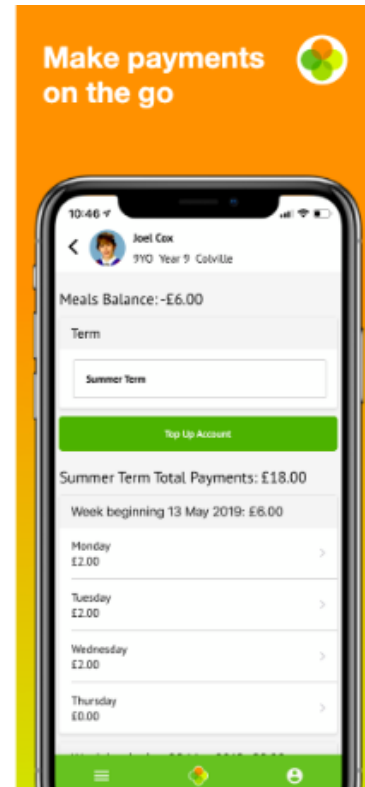 Make payments
on the go
10:46
Joel Cox
9YO Year 9 Colville
Meals Balance: -£6.00
Term
Summer Term
Top Up Account
Summer Term Total Payments: £18.00
Week beginning 13 May 2019: £6.00
Monday
£2.00
Tuesday
£2.00
Wednesday
£2.00
Thursday
£0.00